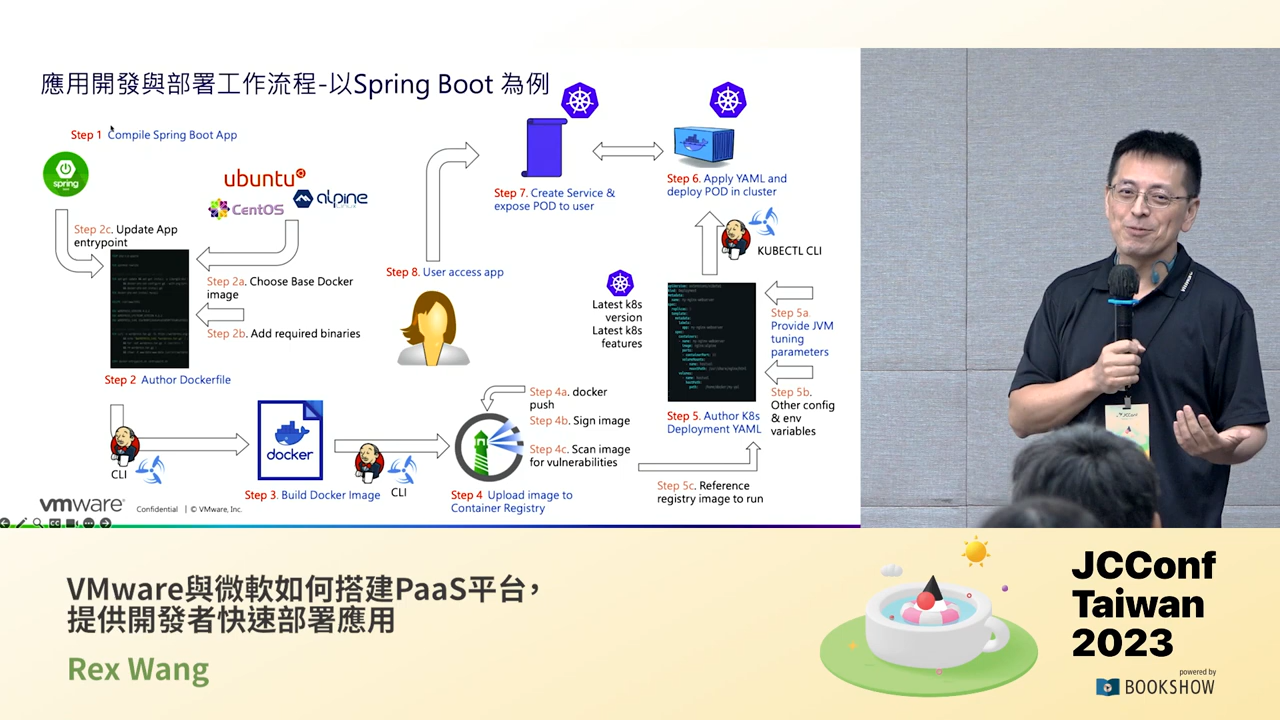 應用開發與部署工作流程-以Spring Boot 為例
Step 1 Compile Spring Boot App
spring
boot
ubuntu
CentOS
alpine
LINUX
Step 2c. Update App
entrypoint
Step 2a. Choose Base Docker
image
Step 2b. Add required binaries
Step 2 Author Dockerfile
CLI
docker
Step 3. Build Docker Image
CLI
Step 4a. docker
push
Step 4b. Sign image
Step 4c. Scan image
for vulnerabilities
Step 4 Upload image to
Container Registry
Step 5c. Reference
registry image to run
Step 5. Author K8s
Deployment YAML
Step 5a
Provide JVM
tuning
parameters
Step 5b.
Other config
& env
variables
Latest k8s
version
Latest k8s
features
KUBECTL CLI
Step 6. Apply YAML and
deploy POD in cluster
Step 7. Create Service &
expose POD to user
Step 8. User access app
vmware
Confidential | © VMware, Inc.
VMware與微軟如何搭建PaaS平台，
提供開發者快速部署應用
Rex Wang
JCConf
Taiwan
2023
powered by
BOOKSHOW